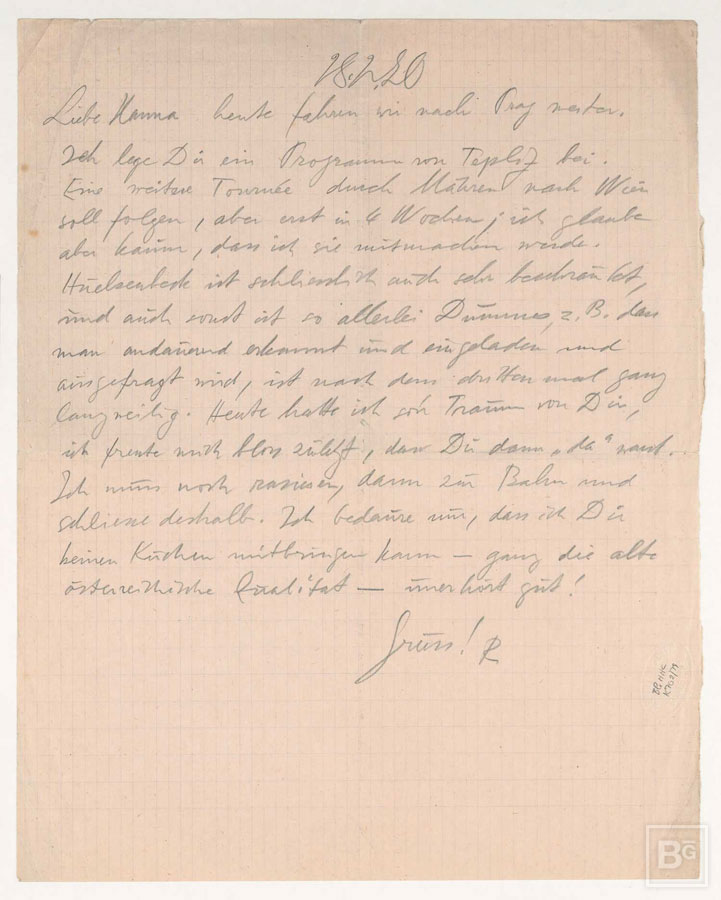 28.2.20
Liebe Hanna heute fahren wir nach Prag weiter.
Ich lege Dir ein Programm von Teplitz bei.
Eine weitere Tournée durch Mähren nach Wien
soll folgen, aber erst in 4 Wochen; ich glaube
aber kaum, dass ich sie mitmachen werde.
Huelsenbeck ist schliesslich auch sehr beschränkt,
und auch sonst ist so allerlei Dummes, z. B. dass
man andauernd erkannt und eingeladen und
ausgefragt wird, ist nach dem dritten mal ganz
langweilig. Heute hatte ich Traum von Dir,
ich freute mich bloss zuletzt, dass Du dann „da" warst.
Ich muss noch rasieren, dann zur Bahn und
schliesse deshalb. Ich bedaure nur, dass ich Dir
keinen Kuchen mitbringen kann — ganz die alte
österreichische Qualität — unerhört gut!
Gruss! R
BG